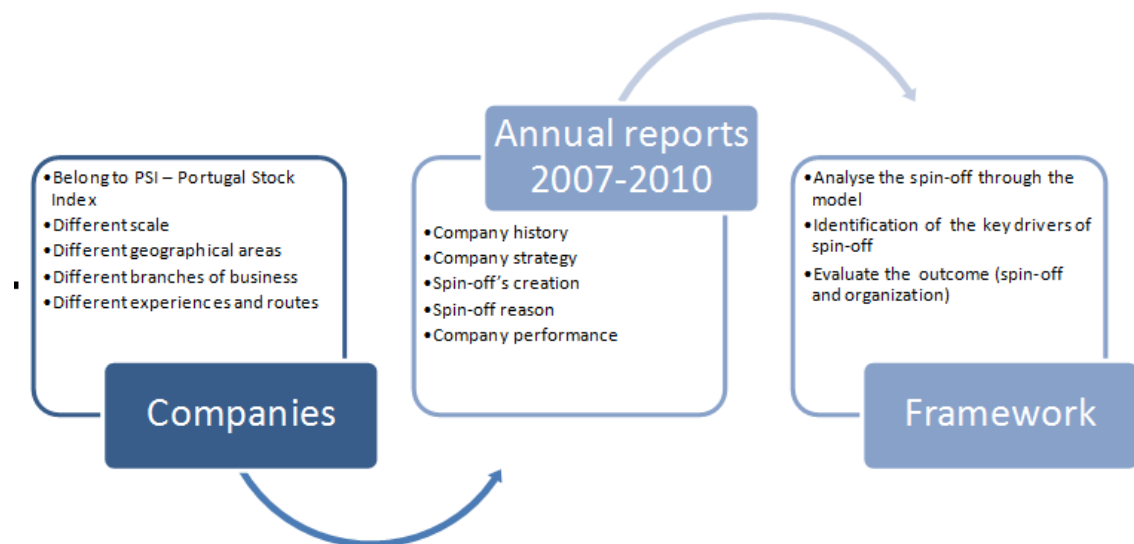 •Belong to PSI – Portugal Stock
Index
•Different scale
•Different geographical areas
•Different branches of business
•Different experiences and routes
Companies
Annual reports
2007-2010
•Company history
•Company strategy
•Spin-off's creation
•Spin-off reason
•Company performance
•Analyse the spin-off through the
model
•Identification of the key drivers of
spin-off
•Evaluate the outcome (spin-off
and organization)
Framework